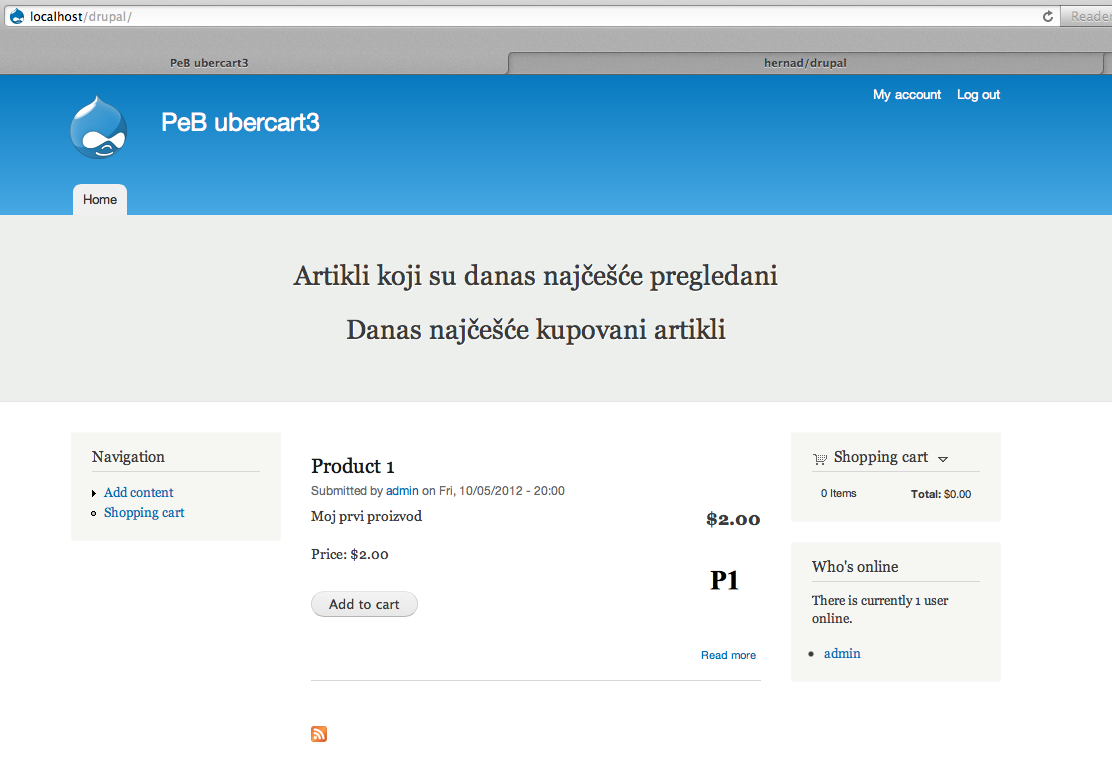 localhost/drupal/
Reader
PeB ubercart3
hernad/drupal
My account Log out
PeB ubercart3
Home
Artikli koji su danas najčešće pregledani
Danas najčešće kupovani artikli
Navigation
Add content
Shopping cart
Product 1
Submitted by admin on Fri, 10/05/2012 - 20:00
Moj prvi proizvod
$2.00
Price: $2.00
P1
Add to cart
Read more
Shopping cart
0 Items Total: $0.00
Who's online
There is currently 1 user
online.
admin